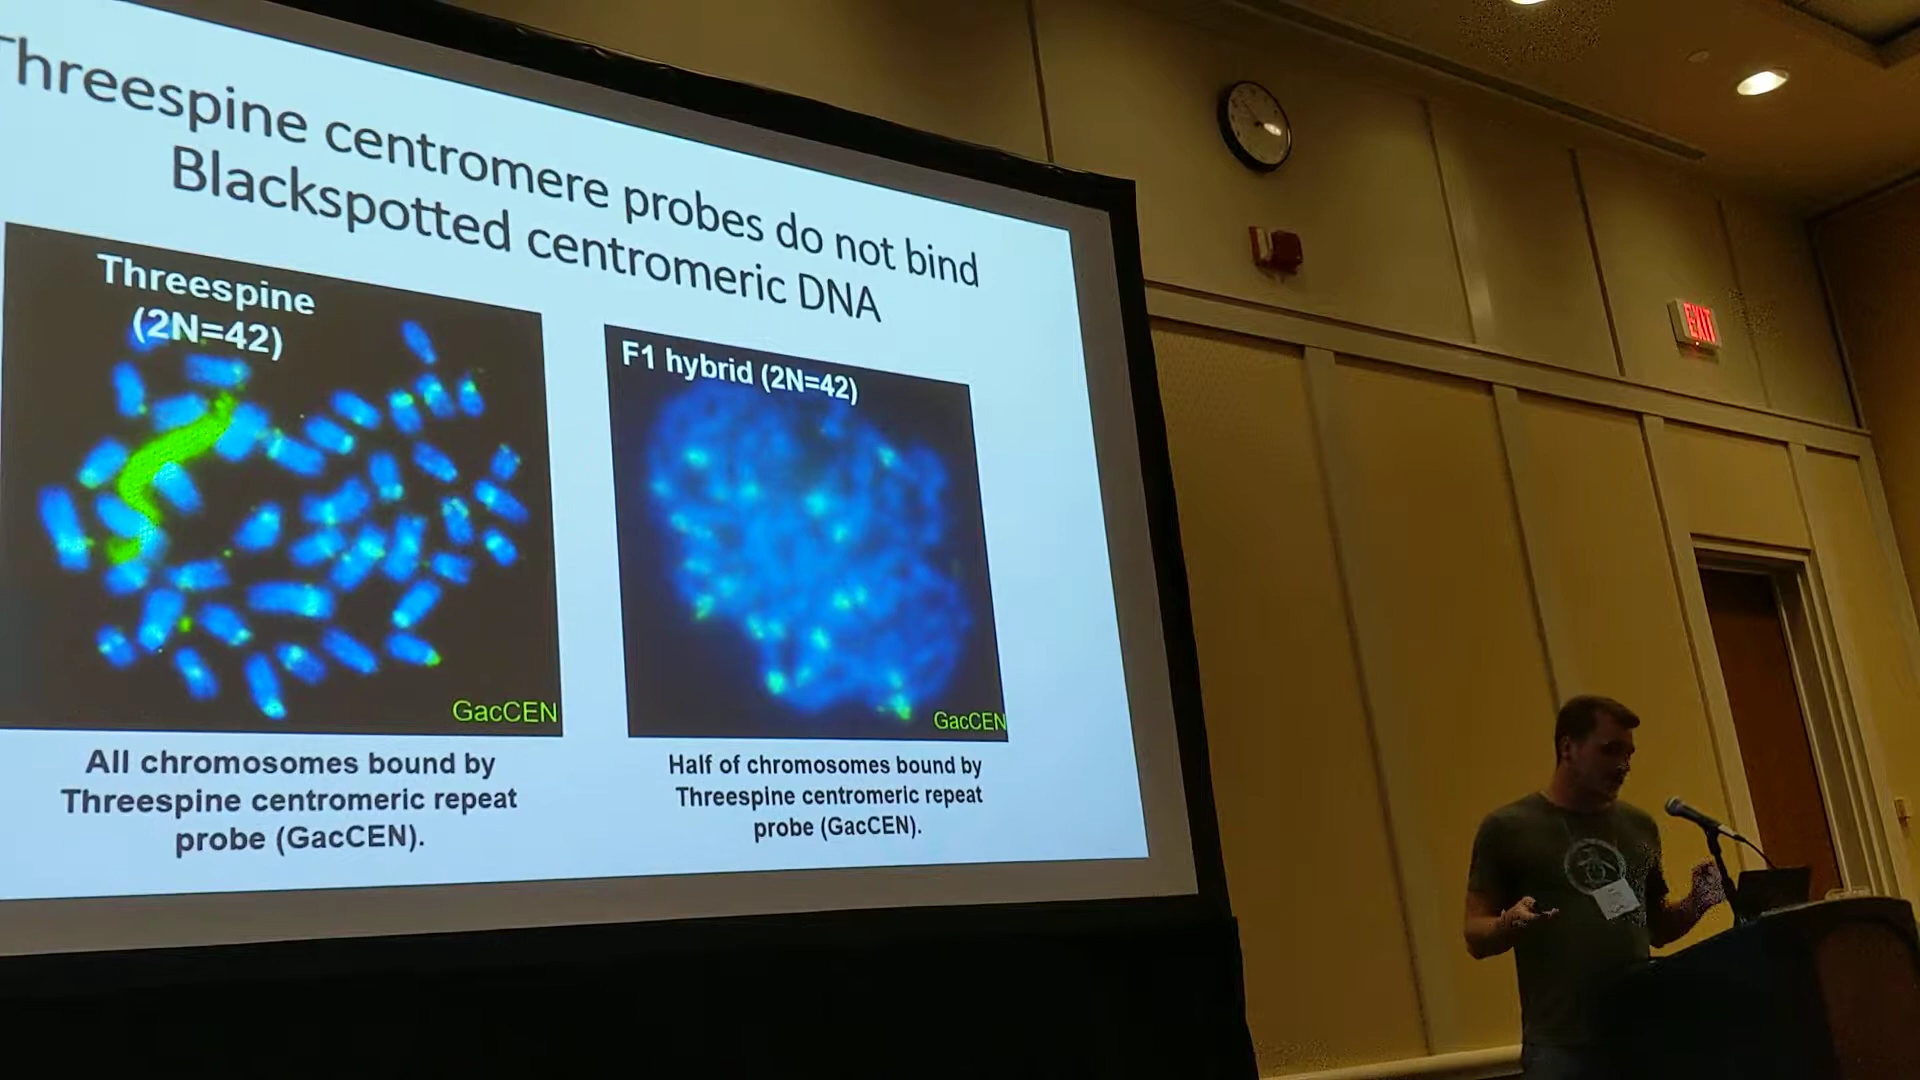 Threespine centromere probes do not bind
Blackspotted centromeric DNA
Threespine
(2N=42)
GacCEN
All chromosomes bound by
Threespine centromeric repeat
probe (GacCEN).
F1 hybrid (2N=42)
GacCEN
Half of chromosomes bound by
Threespine centromeric repeat
probe (GacCEN).
EXIT